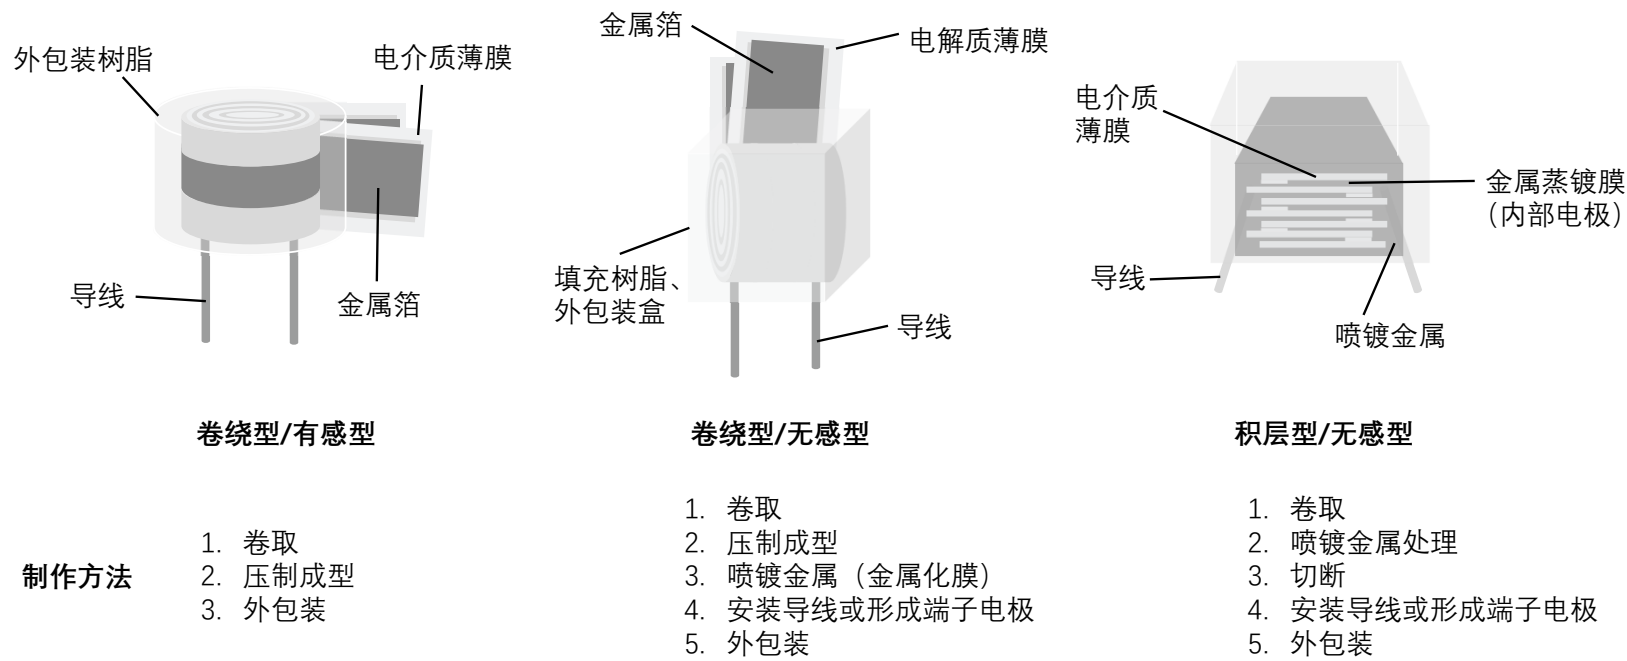 外包装树脂
电介质薄膜
导线
金属箔
金属箔
电解质薄膜
填充树脂、
外包装盒
导线
电介质
薄膜
金属蒸镀膜
（内部电极）
导线
喷镀金属
卷绕型/有感型
卷绕型/无感型
积层型/无感型
制作方法
1. 卷取
2. 压制成型
3. 外包装
1. 卷取
2. 压制成型
3. 喷镀金属（金属化膜）
4. 安装导线或形成端子电极
5. 外包装
1. 卷取
2. 喷镀金属处理
3. 切断
4. 安装导线或形成端子电极
5. 外包装